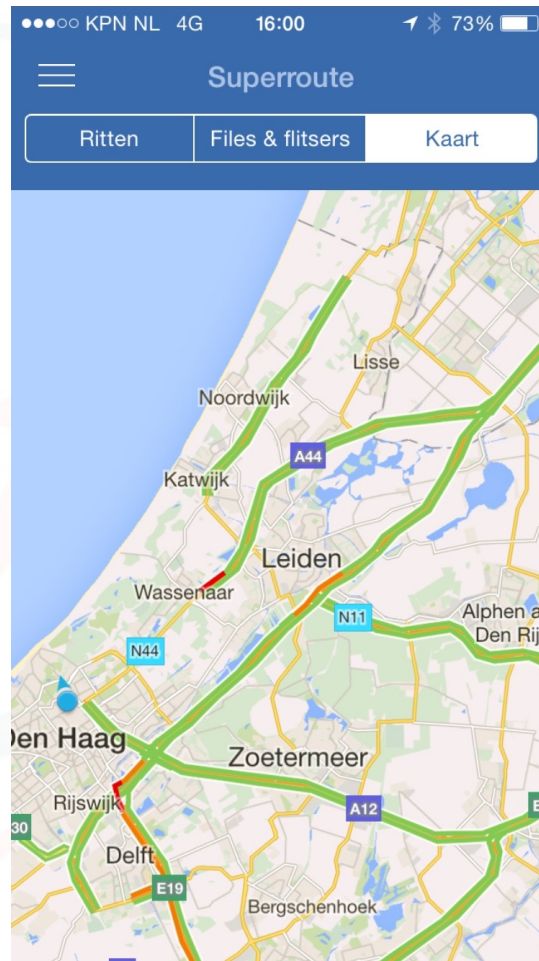 KPN NL 4G 16:00 73%
Superroute
Ritten Files & flitsers Kaart
Lisse
Noordwijk
A44
Katwijk
Leiden
Wassenaar
N11
Alphen a
Den Rij
N44
Den Haag
Zoetermeer
Rijswijk
A12
E
30
Delft
E19
Bergschenhoek